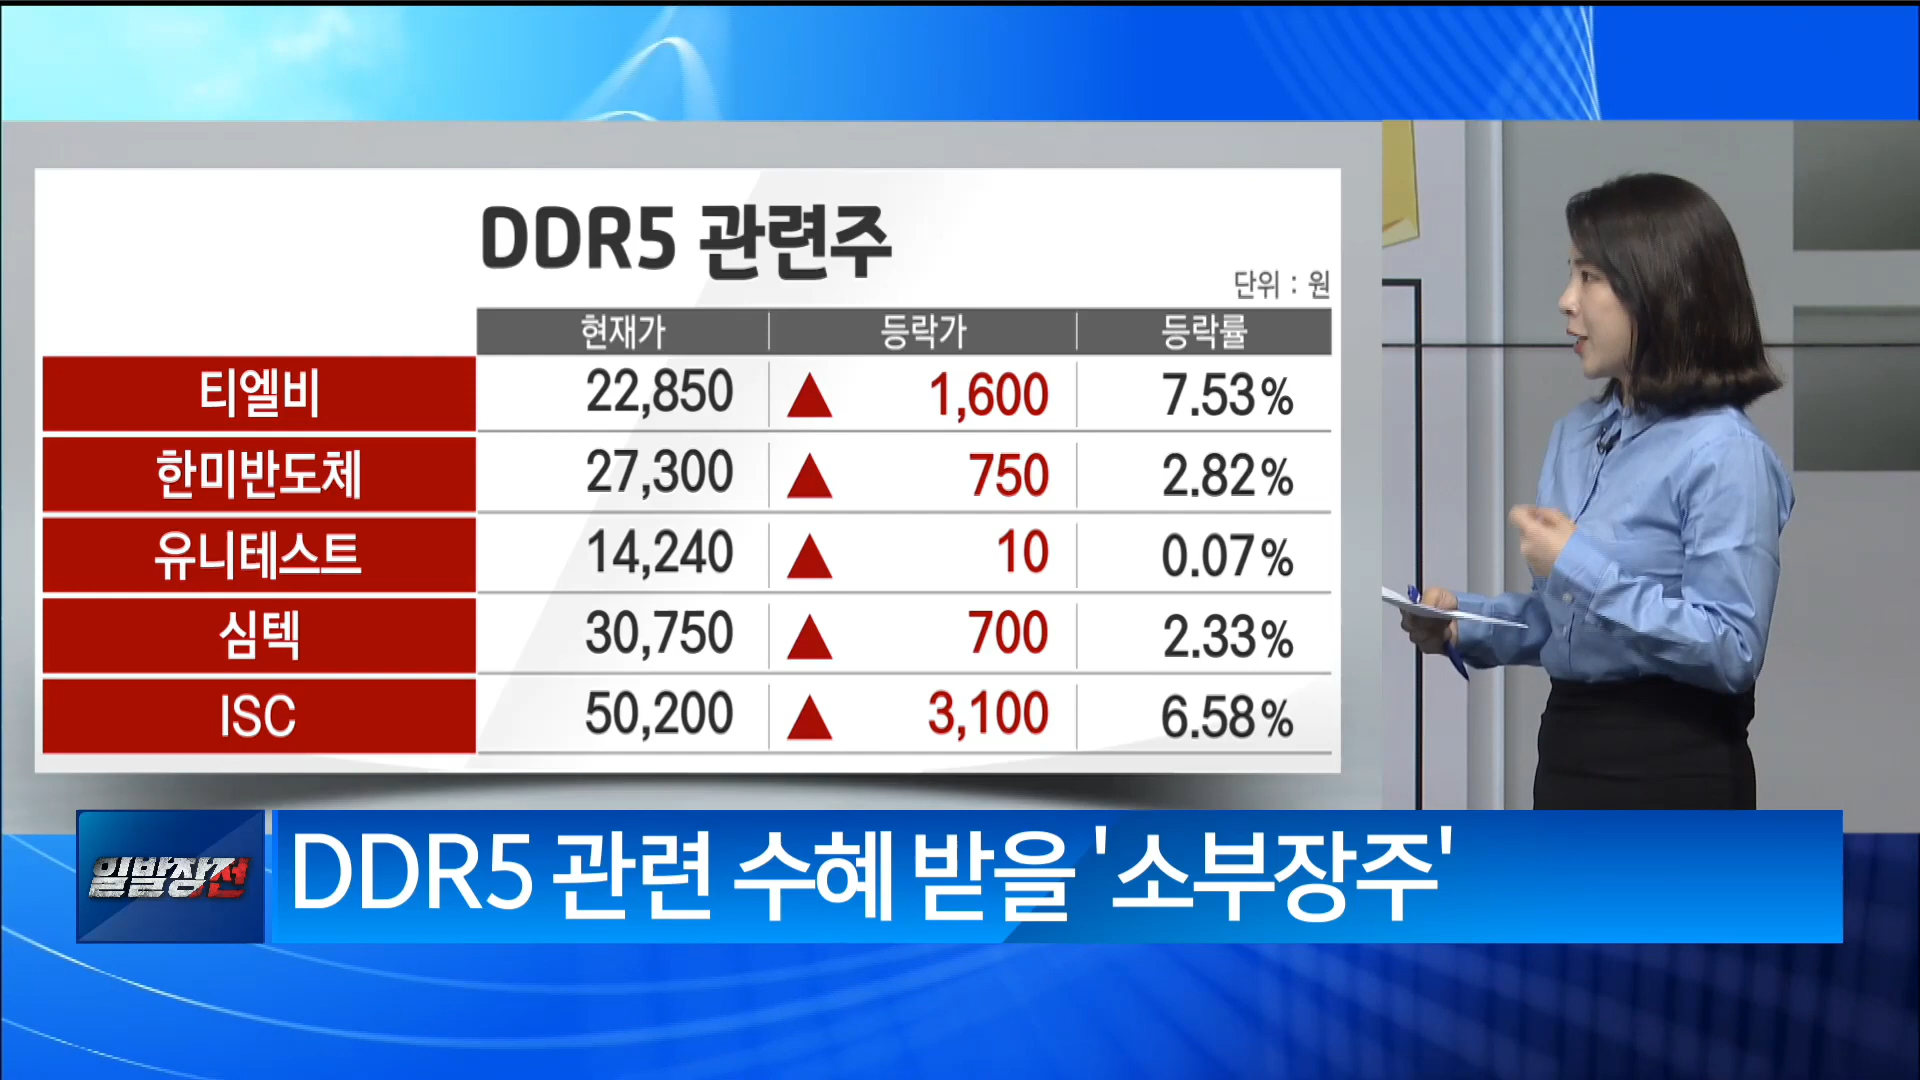 DDR5 관련주
단위 : 원
현재가 등락가 등락률
티엘비 22,850 ▲ 1,600 7.53%
한미반도체 27,300 ▲ 750 2.82%
유니테스트 14,240 ▲ 10 0.07%
심텍 30,750 ▲ 700 2.33%
ISC 50,200 ▲ 3,100 6.58%
일발장전 DDR5 관련 수혜 받을 '소부장주'